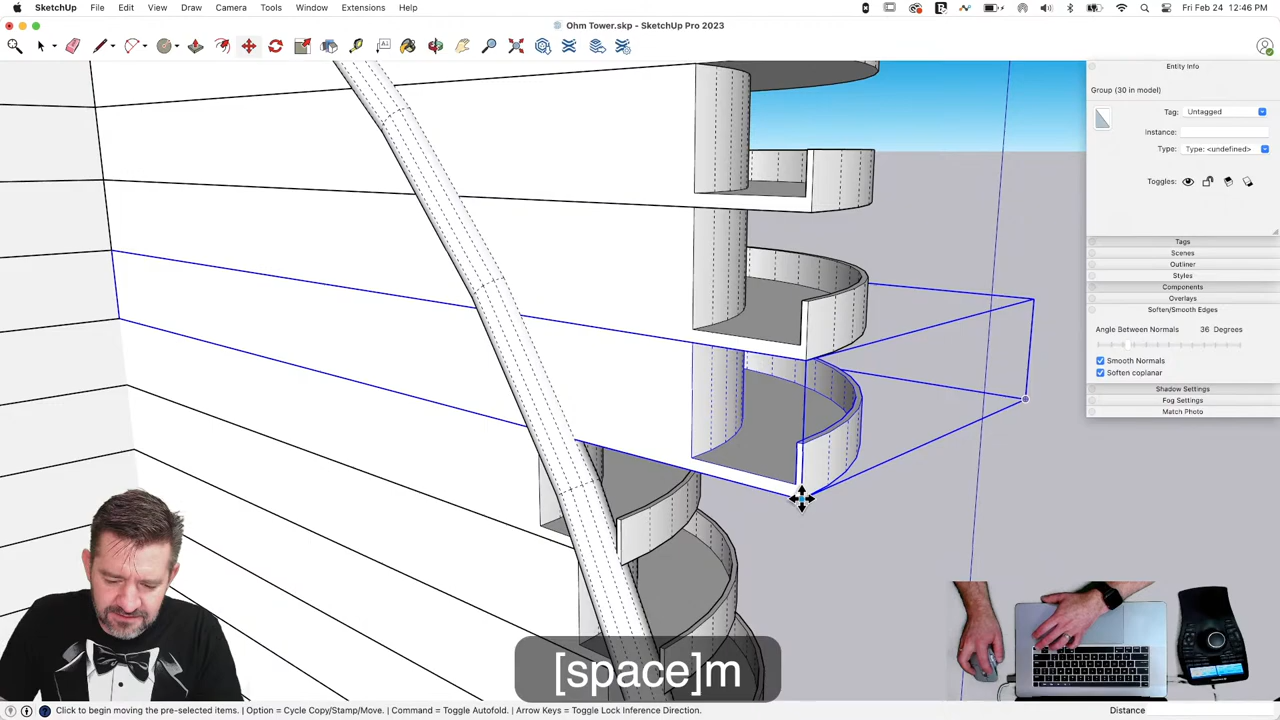 SketchUp File Edit View Draw Camera Tools Window Extensions Help
Fri Feb 24 12:46 PM
Ohm Tower.skp - SketchUp Pro 2023
Entity Info
Group (30 in model)
Tag: Untagged
Instance:
Type: Type: <undefined>
Toggles:
Tags
Scenes
Outliner
Styles
Components
Overlays
Soften/Smooth Edges
Angle Between Normals 36 Degrees
Smooth Normals
Soften coplanar
Shadow Settings
Fog Settings
Match Photo
[space]m
Click to begin moving the pre-selected items. | Option = Cycle Copy/Stamp/Move. | Command = Toggle Autofold. | Arrow Keys = Toggle Lock Inference Direction.
Distance